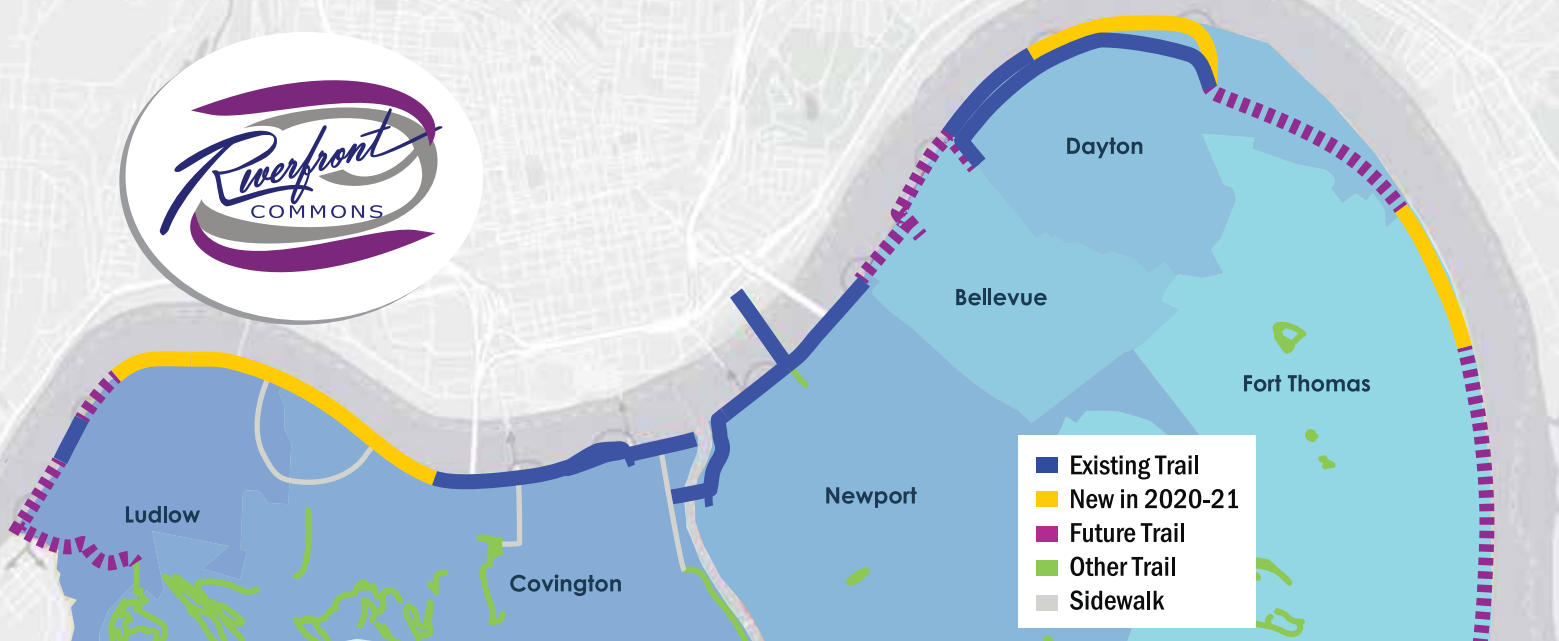 Riverfront
COMMONS
Dayton
Bellevue
Fort Thomas
Newport
Ludlow
Covington
Existing Trail
New in 2020-21
Future Trail
Other Trail
Sidewalk